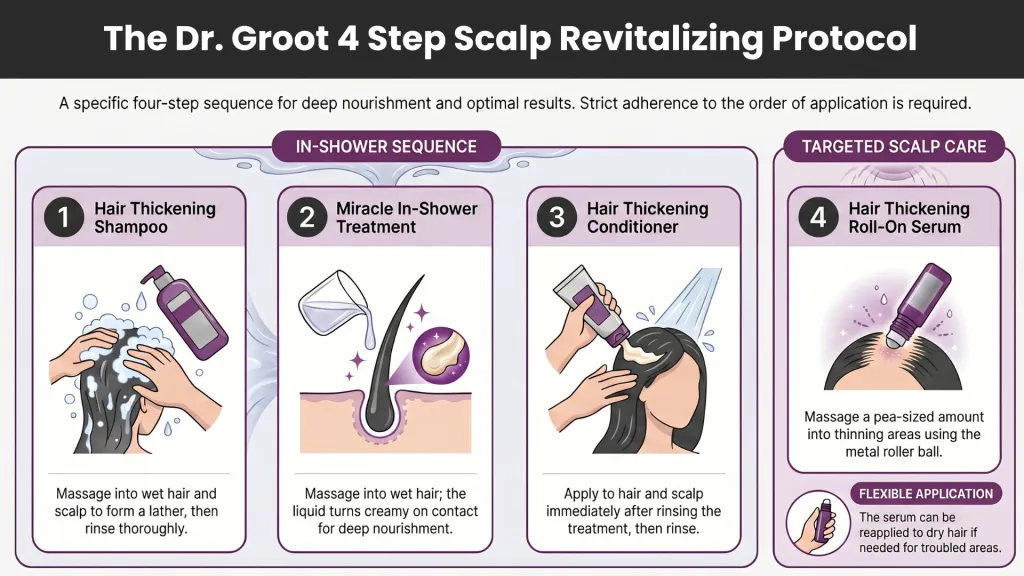 The Dr. Groot 4 Step Scalp Revitalizing Protocol
A specific four-step sequence for deep nourishment and optimal results. Strict adherence to the order of application is required.
IN-SHOWER SEQUENCE
1
Hair Thickening
Shampoo
Massage into wet hair and
scalp to form a lather, then
rinse thoroughly.
2
Miracle In-Shower
Treatment
Massage into wet hair; the
liquid turns creamy on contact
for deep nourishment.
3
Hair Thickening
Conditioner
Apply to hair and scalp
immediately after rinsing the
treatment, then rinse.
TARGETED SCALP CARE
4
Hair Thickening
Roll-On Serum
Massage a pea-sized amount
into thinning areas using the
metal roller ball.
FLEXIBLE APPLICATION
The serum can be
reapplied to dry hair if
needed for troubled areas.